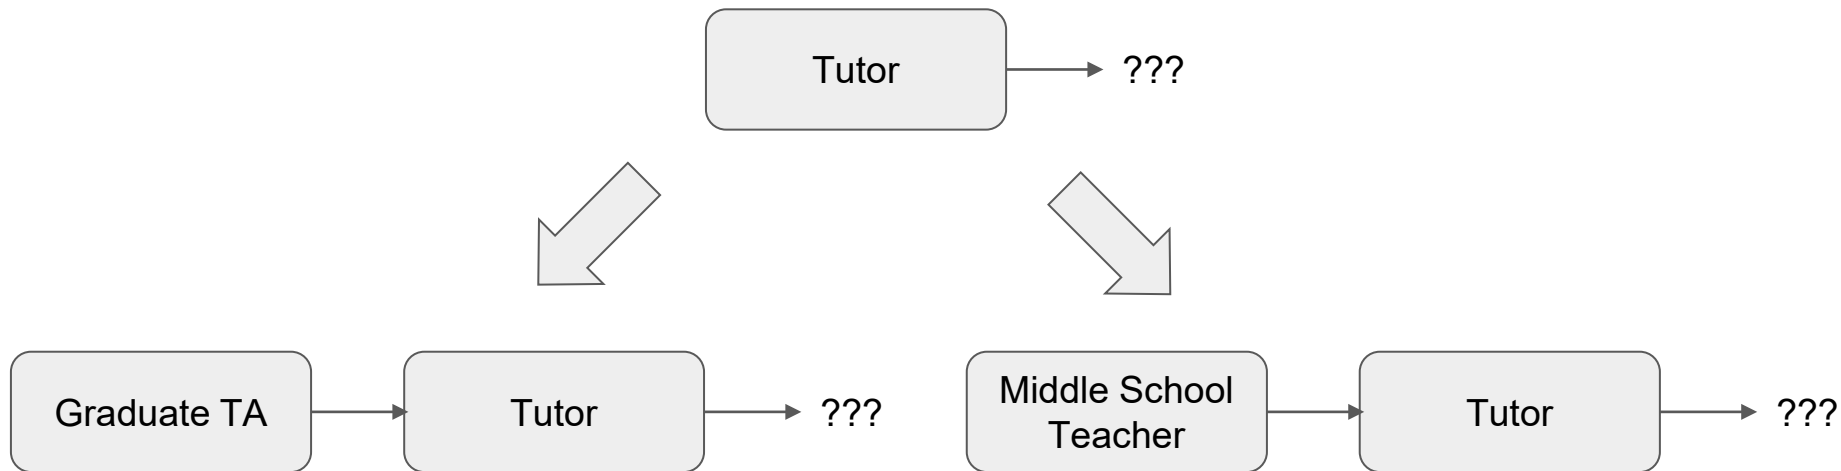 Tutor
???
Graduate TA
Tutor
???
Middle School
Teacher
Tutor
???